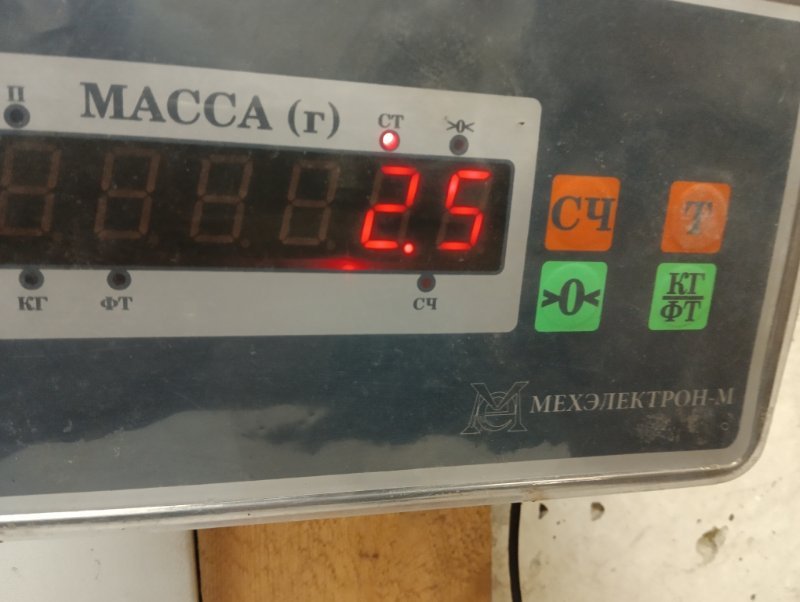 П
МАССА (г)
СТ
>0<
2.5
КГ
ФТ
СЧ
СЧ
Т
>0<
КГ
ФТ
МЕХЭЛЕКТРОН-М